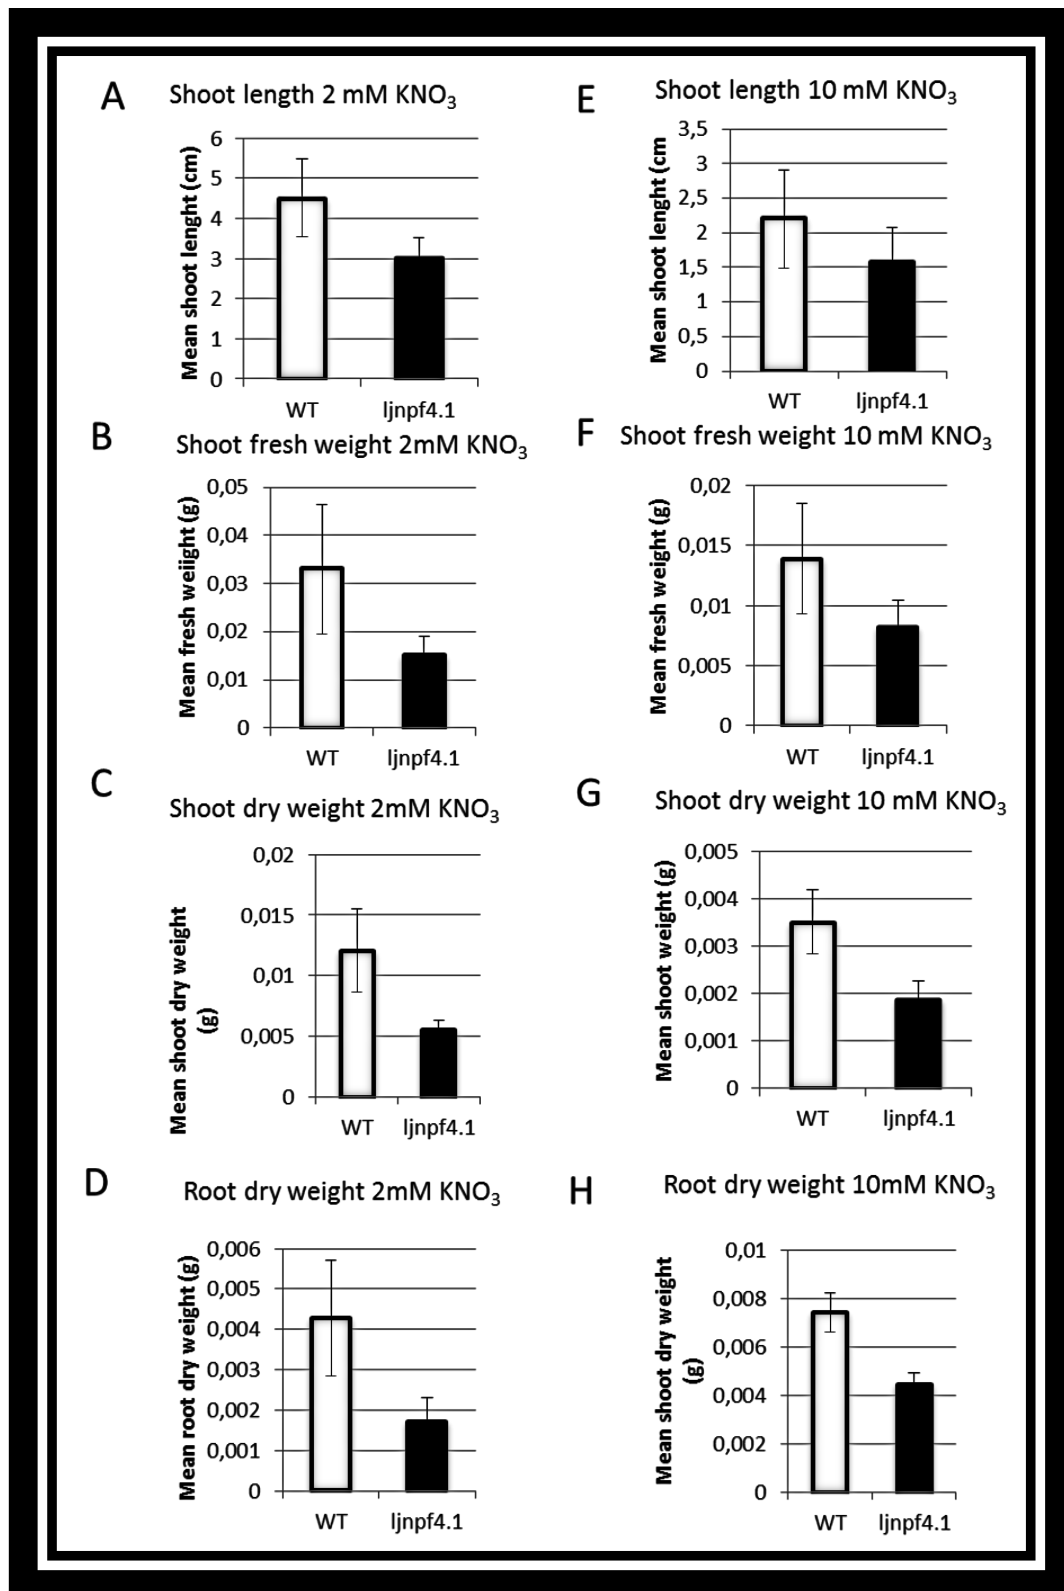 A
Shoot length 2 mM KNO₃
Mean shoot lenght (cm)
6
5
4
3
2
1
0
WT
ljnpf4.1
E
Shoot length 10 mM KNO₃
Mean shoot lenght (cm
3,5
3
2,5
2
1,5
1
0,5
0
WT
ljnpf4.1
B
Shoot fresh weight 2mM KNO₃
Mean fresh weiight (g)
0,05
0,04
0,03
0,02
0,01
0
WT
ljnpf4.1
F
Shoot fresh weight 10 mM KNO₃
Mean fresh weight (g)
0,02
0,015
0,01
0,005
0
WT
ljnpf4.1
C
Shoot dry weight 2mM KNO₃
Mean shoot dry weight
(g)
0,02
0,015
0,01
0,005
0
WT
ljnpf4.1
G
Shoot dry weight 10 mM KNO₃
Mean shoot weight (g)
0,005
0,004
0,003
0,002
0,001
0
WT
ljnpf4.1
D
Root dry weight 2mM KNO₃
Mean root dry weight (g)
0,006
0,005
0,004
0,003
0,002
0,001
0
WT
ljnpf4.1
H
Root dry weight 10mM KNO₃
Mean shoot dry weight
(g)
0,01
0,008
0,006
0,004
0,002
0
WT
ljnpf4.1